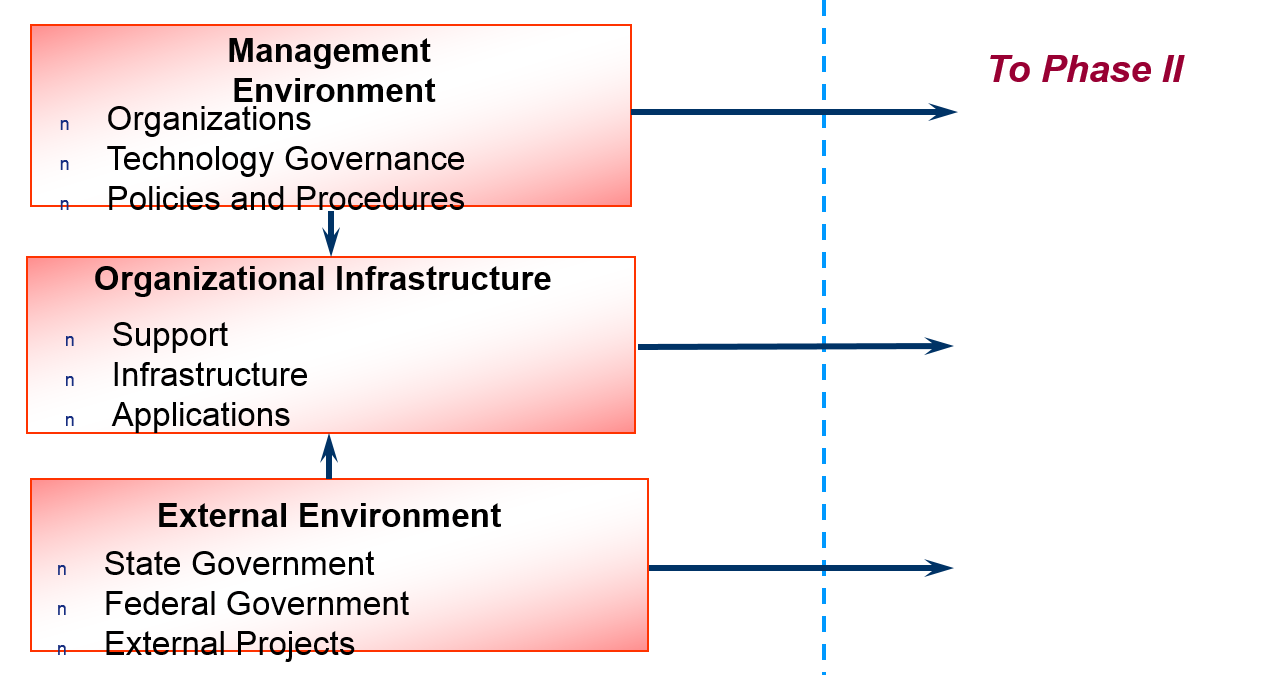 Management
Environment
n Organizations
n Technology Governance
n Policies and Procedures
To Phase II
Organizational Infrastructure
n Support
n Infrastructure
n Applications
External Environment
n State Government
n Federal Government
n External Projects